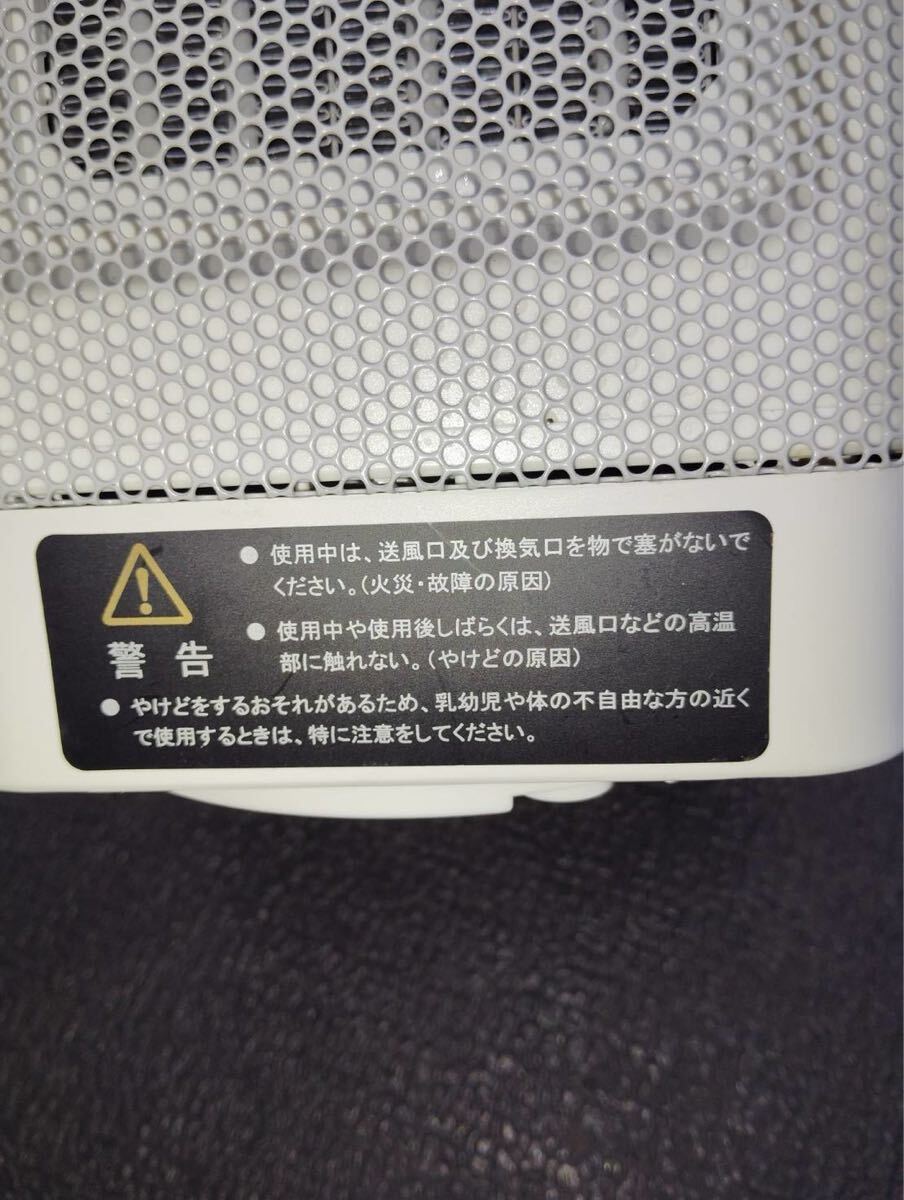 警告
● 使用中は、送風口及び換気口を物で塞がないで
ください。(火災・故障の原因)
● 使用中や使用後しばらくは、送風口などの高温
部に触れない。(やけどの原因)
● やけどをするおそれがあるため、乳幼児や体の不自由な方の近く
で使用するときは、特に注意をしてください。